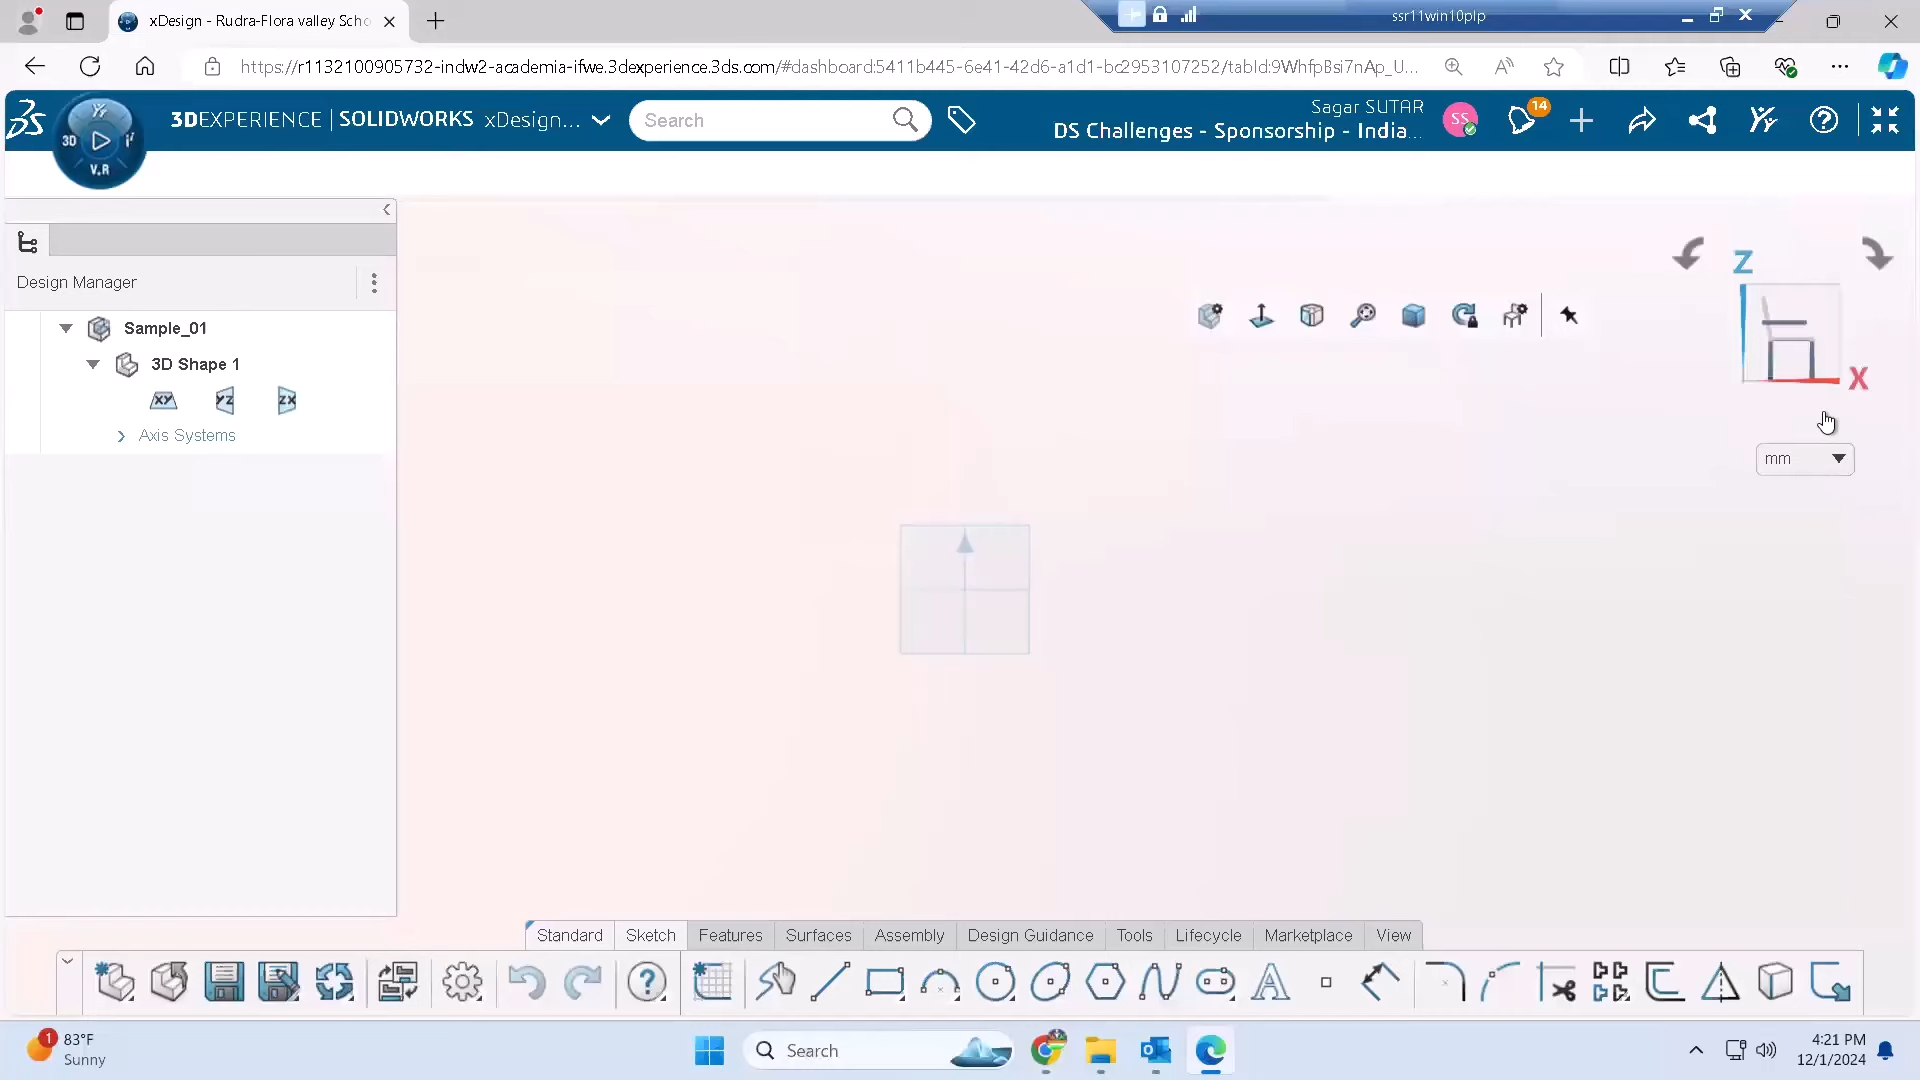 xDesign - Rudra-Flora valley Scho
ssr11win10plp
https://r1132100905732-indw2-academia-ifwe.3dexperience.3ds.com/#dashboard:5411b445-6e41-42d6-a1d1-bc2953107252/tabId:9WhfpBsi7nAp_U...
3DEXPERIENCE | SOLIDWORKS xDesign...
Search
Sagar SUTAR
DS Challenges - Sponsorship - India...
SS
14
3D
V.R
Design Manager
Sample_01
3D Shape 1
XY
YZ
ZX
Axis Systems
Z
X
mm
Standard
Sketch
Features
Surfaces
Assembly
Design Guidance
Tools
Lifecycle
Marketplace
View
1
83°F
Sunny
Search
4:21 PM
12/1/2024